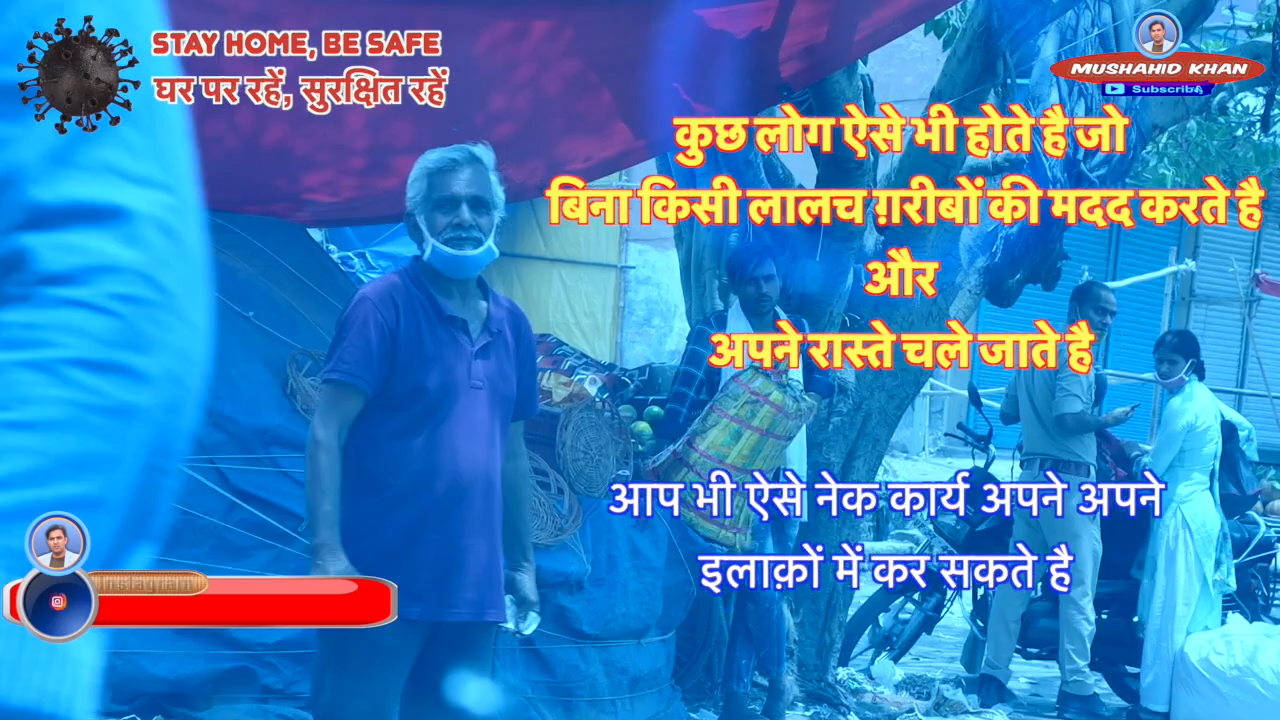 STAY HOME, BE SAFE
घर पर रहें, सुरक्षित रहें
MUSHAHID KHAN
Subscribe
कुछ लोग ऐसे भी होते है जो
बिना किसी लालच ग़रीबों की मदद करते है
और
अपने रास्ते चले जाते है
आप भी ऐसे नेक कार्य अपने अपने
इलाक़ों में कर सकते है
Instagram